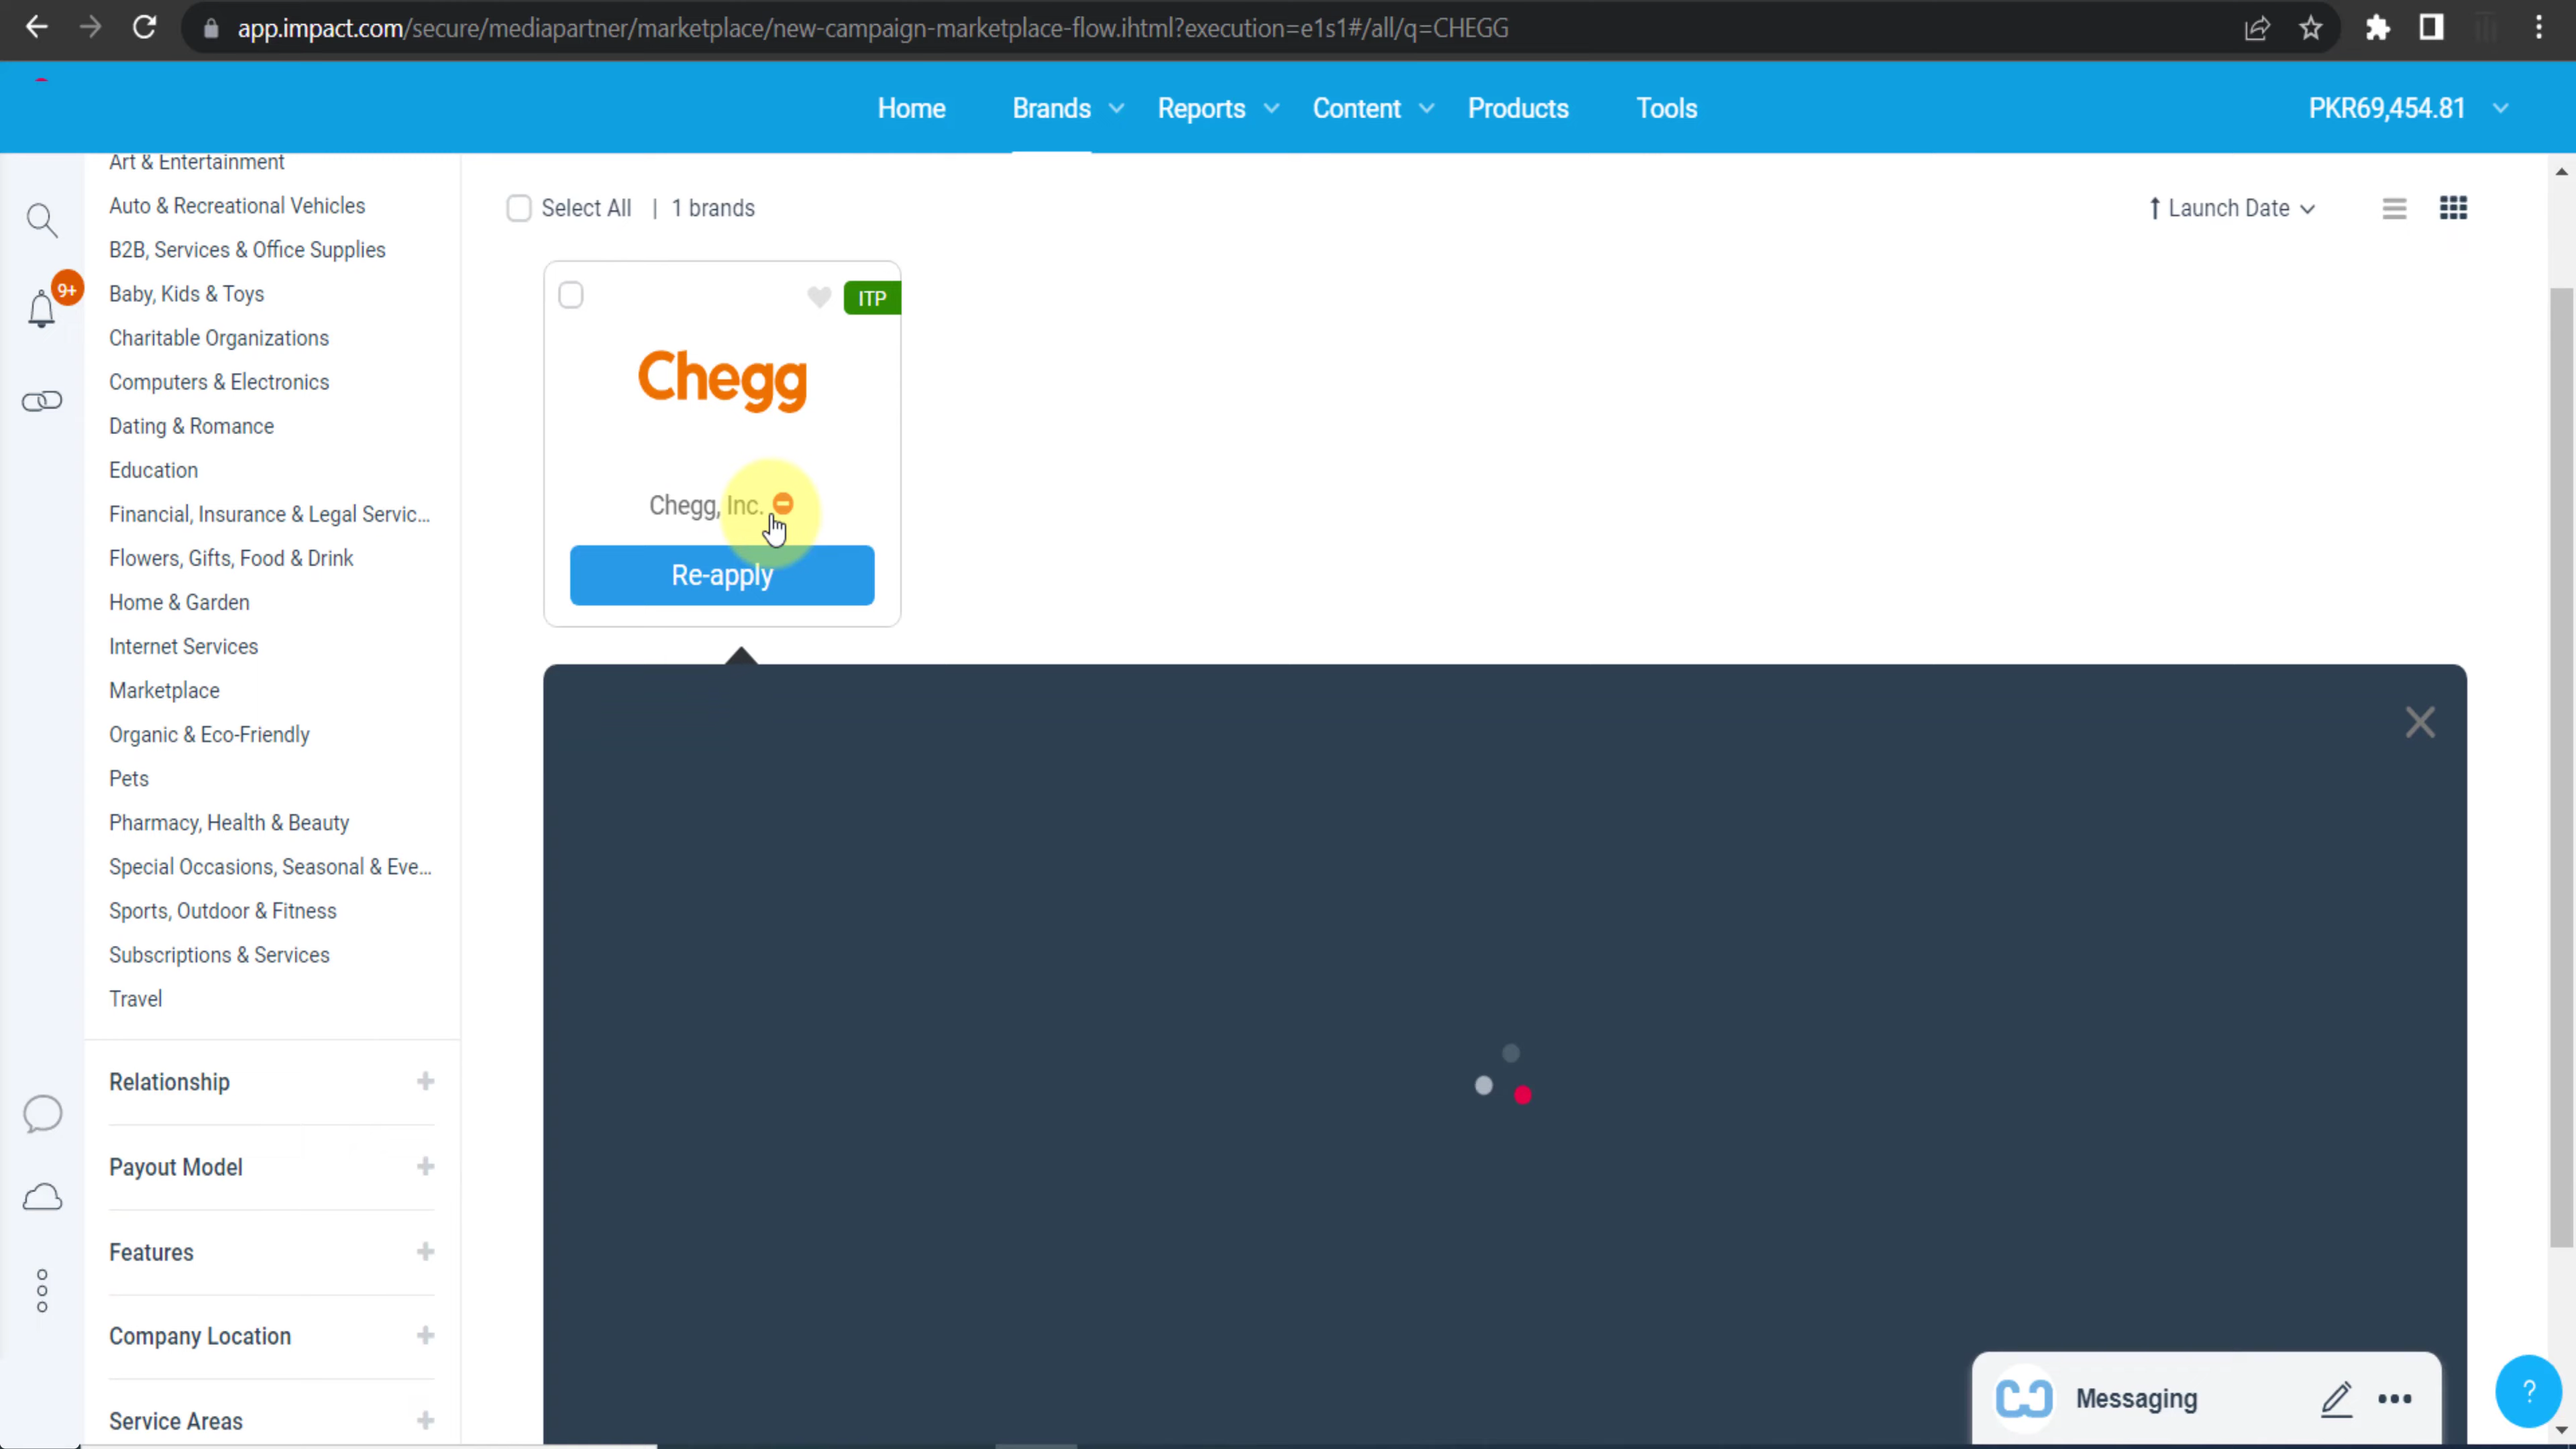 app.impact.com/secure/mediapartner/marketplace/new-campaign-marketplace-flow.ihtml?execution=e1s1#/all/q=CHEGG
Home Brands Reports Content Products Tools PKR69,454.81
9+
Art & Entertainment
Auto & Recreational Vehicles
B2B, Services & Office Supplies
Baby, Kids & Toys
Charitable Organizations
Computers & Electronics
Dating & Romance
Education
Financial, Insurance & Legal Servic...
Flowers, Gifts, Food & Drink
Home & Garden
Internet Services
Marketplace
Organic & Eco-Friendly
Pets
Pharmacy, Health & Beauty
Special Occasions, Seasonal & Eve...
Sports, Outdoor & Fitness
Subscriptions & Services
Travel
Relationship
Payout Model
Features
Company Location
Service Areas
Select All | 1 brands
Launch Date
ITP
Chegg
Chegg, Inc.
Re-apply
Messaging
?